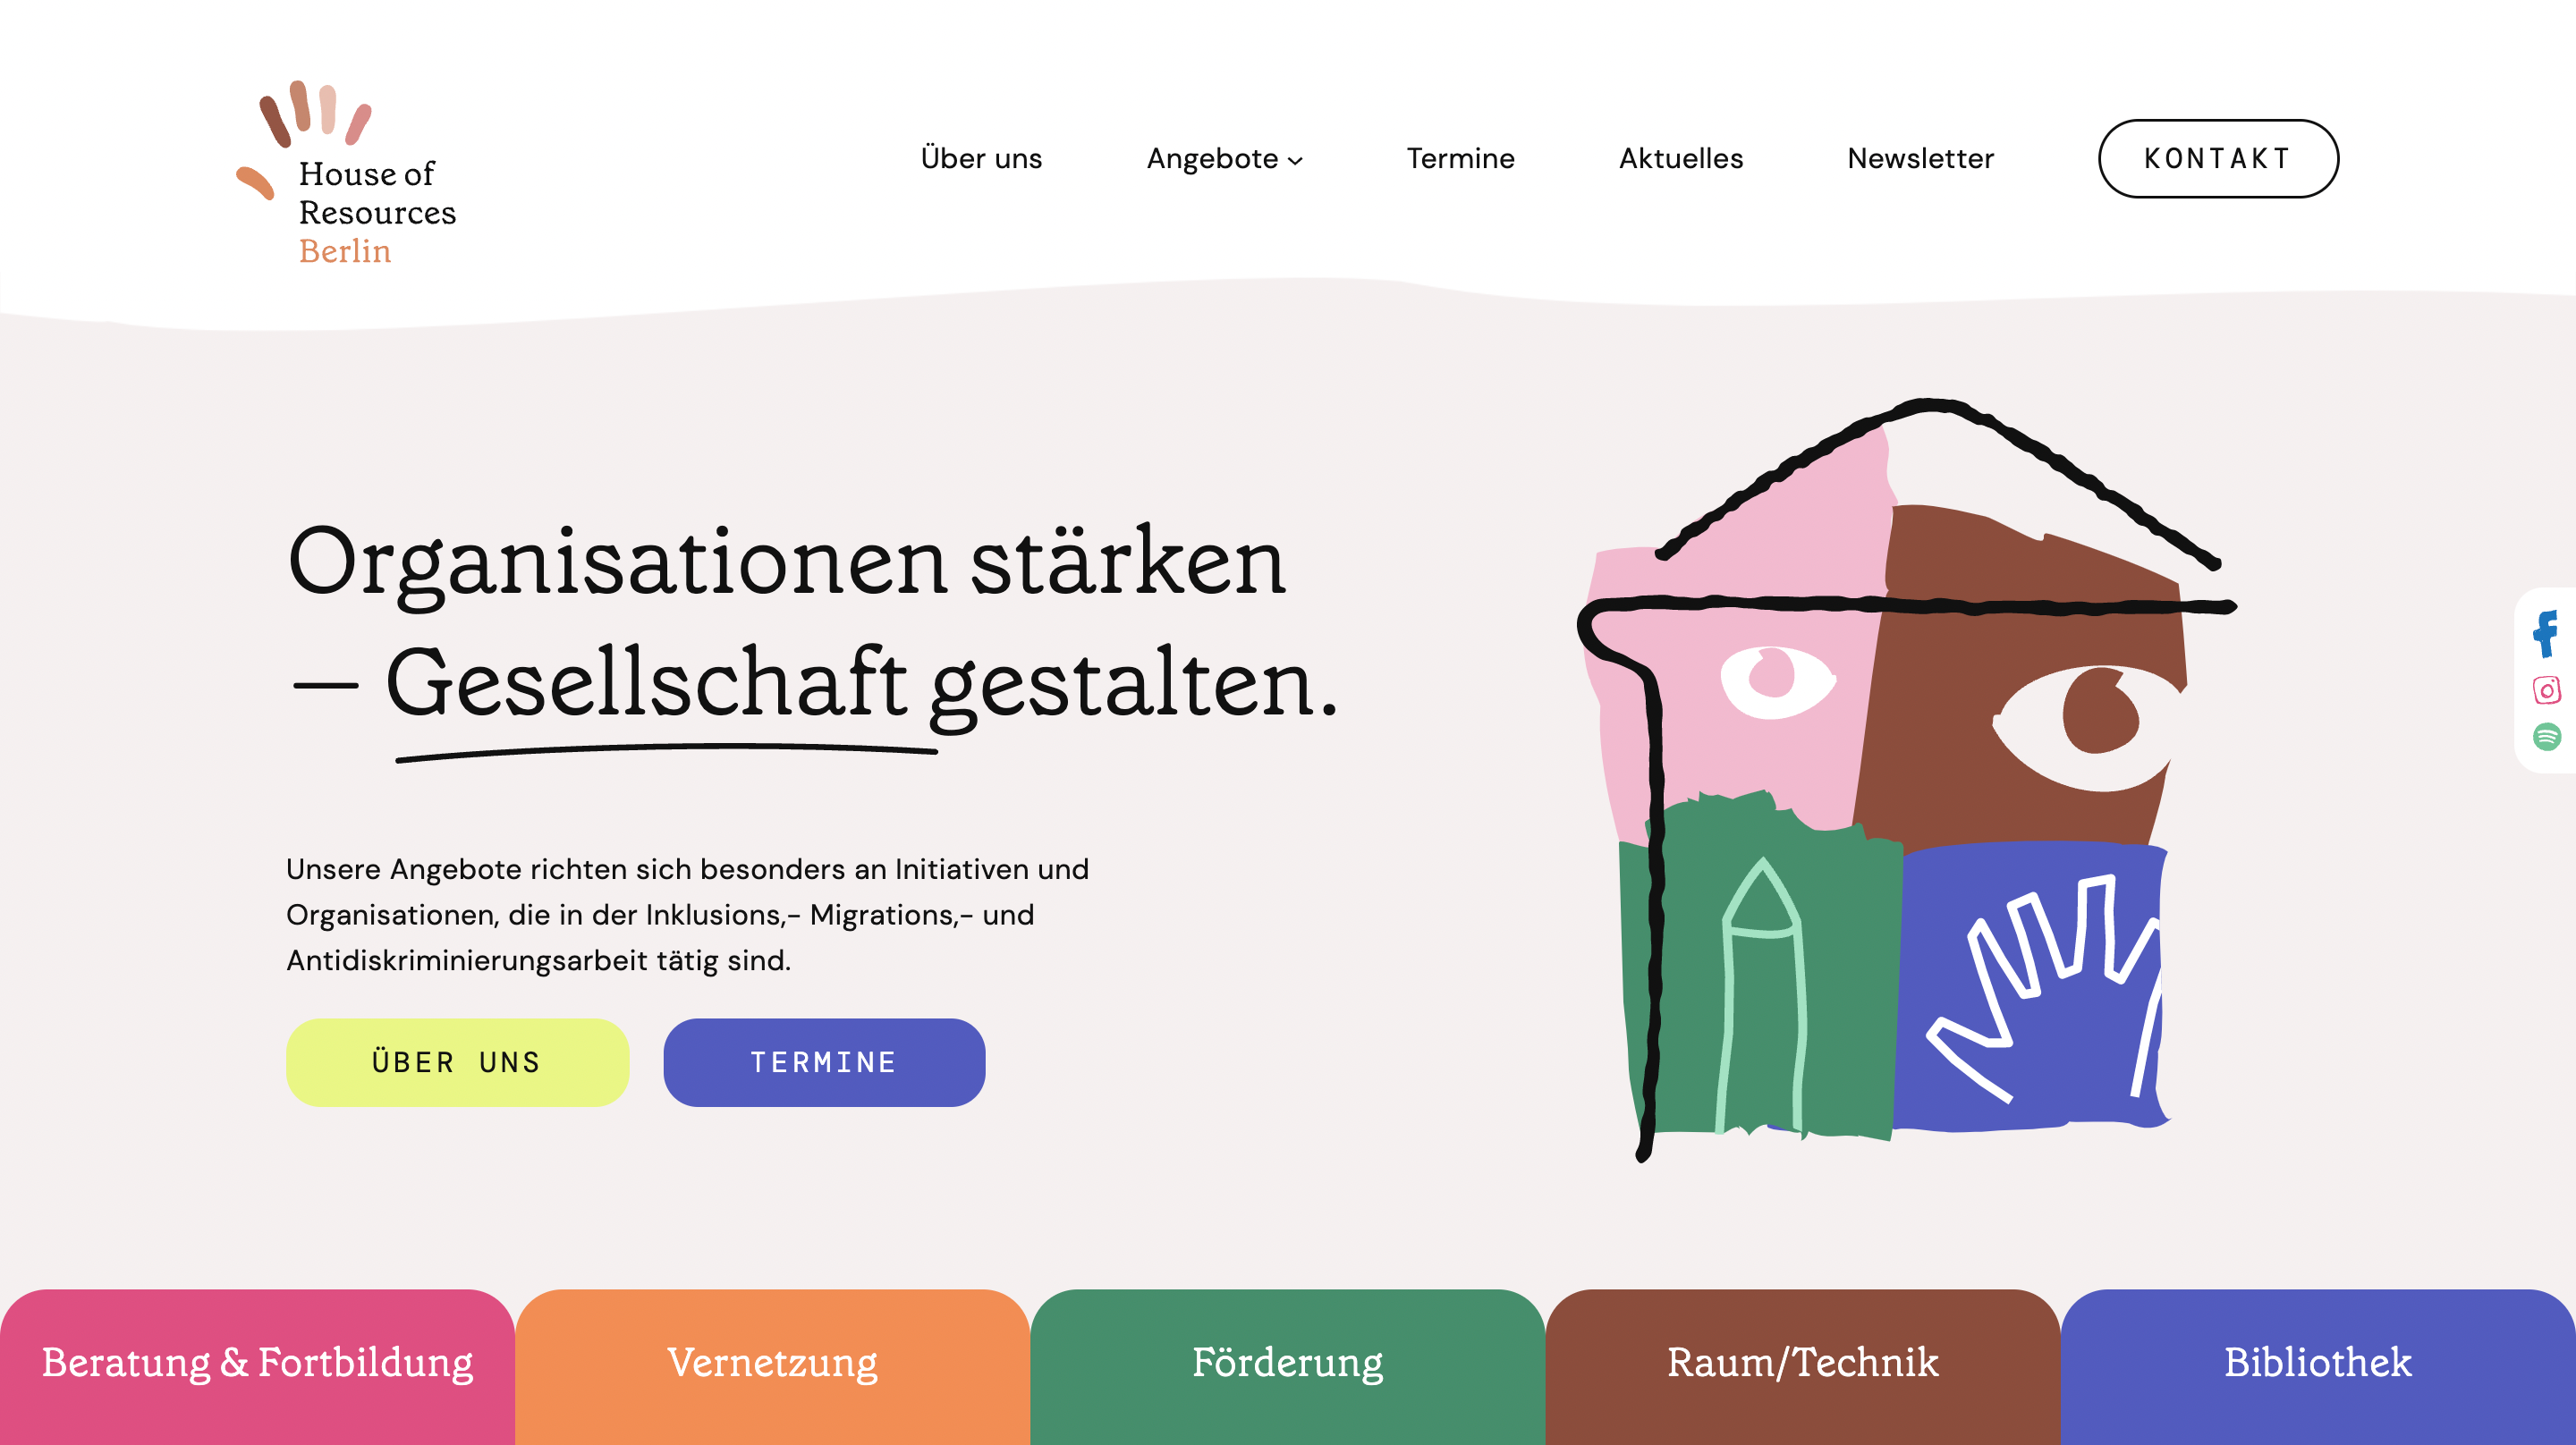 House of
Resources
Berlin
Über uns
Angebote
Termine
Aktuelles
Newsletter
KONTAKT
Organisationen stärken
— Gesellschaft gestalten.
Unsere Angebote richten sich besonders an Initiativen und
Organisationen, die in der Inklusions,- Migrations,- und
Antidiskriminierungsarbeit tätig sind.
ÜBER UNS
TERMINE
Beratung & Fortbildung
Vernetzung
Förderung
Raum/Technik
Bibliothek